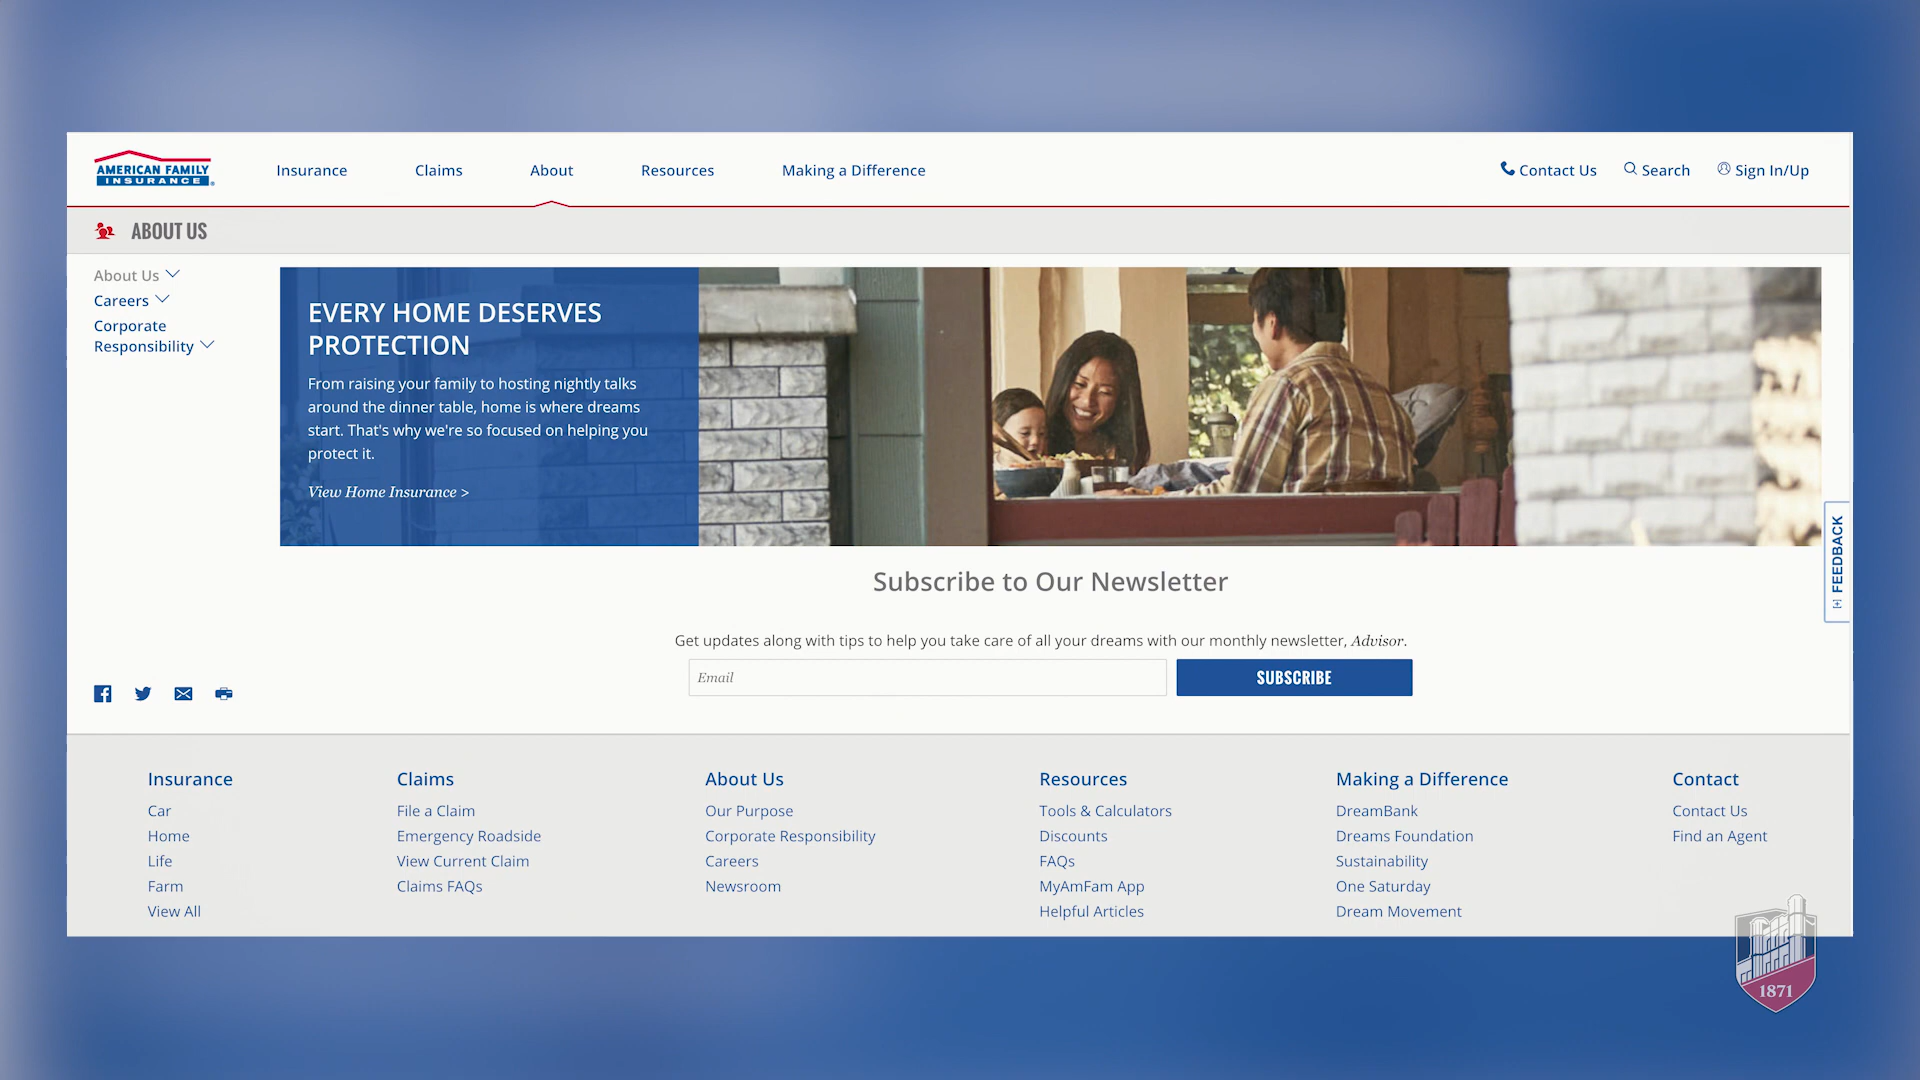 AMERICAN FAMILY
INSURANCE
Insurance
Claims
About
Resources
Making a Difference
Contact Us
Search
Sign In/Up
ABOUT US
About Us
Careers
Corporate
Responsibility
EVERY HOME DESERVES
PROTECTION
From raising your family to hosting nightly talks
around the dinner table, home is where dreams
start. That's why we're so focused on helping you
protect it.
View Home Insurance >
[+] FEEDBACK
Subscribe to Our Newsletter
Get updates along with tips to help you take care of all your dreams with our monthly newsletter, Advisor.
Email
SUBSCRIBE
Insurance
Car
Home
Life
Farm
View All
Claims
File a Claim
Emergency Roadside
View Current Claim
Claims FAQs
About Us
Our Purpose
Corporate Responsibility
Careers
Newsroom
Resources
Tools & Calculators
Discounts
FAQs
MyAmFam App
Helpful Articles
Making a Difference
DreamBank
Dreams Foundation
Sustainability
One Saturday
Dream Movement
Contact
Contact Us
Find an Agent
1871